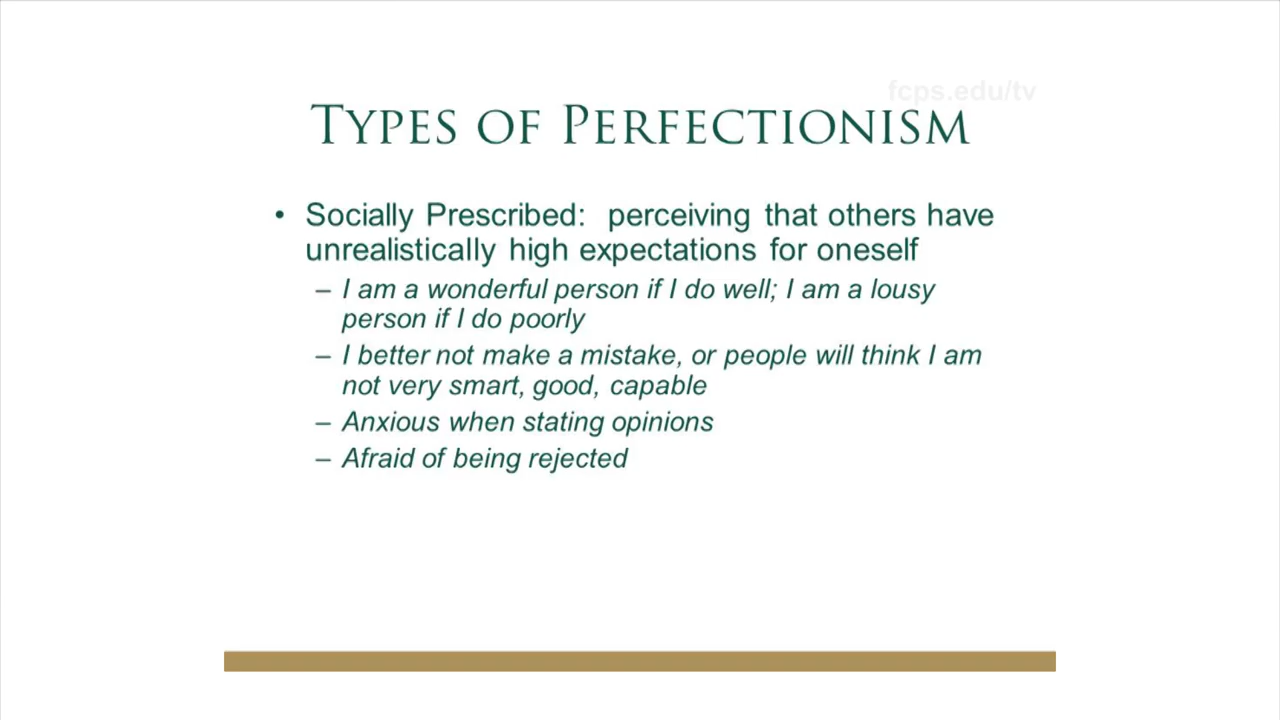 fcps.edu/tv
TYPES OF PERFECTIONISM
• Socially Prescribed: perceiving that others have
unrealistically high expectations for oneself
– I am a wonderful person if I do well; I am a lousy
person if I do poorly
– I better not make a mistake, or people will think I am
not very smart, good, capable
– Anxious when stating opinions
– Afraid of being rejected